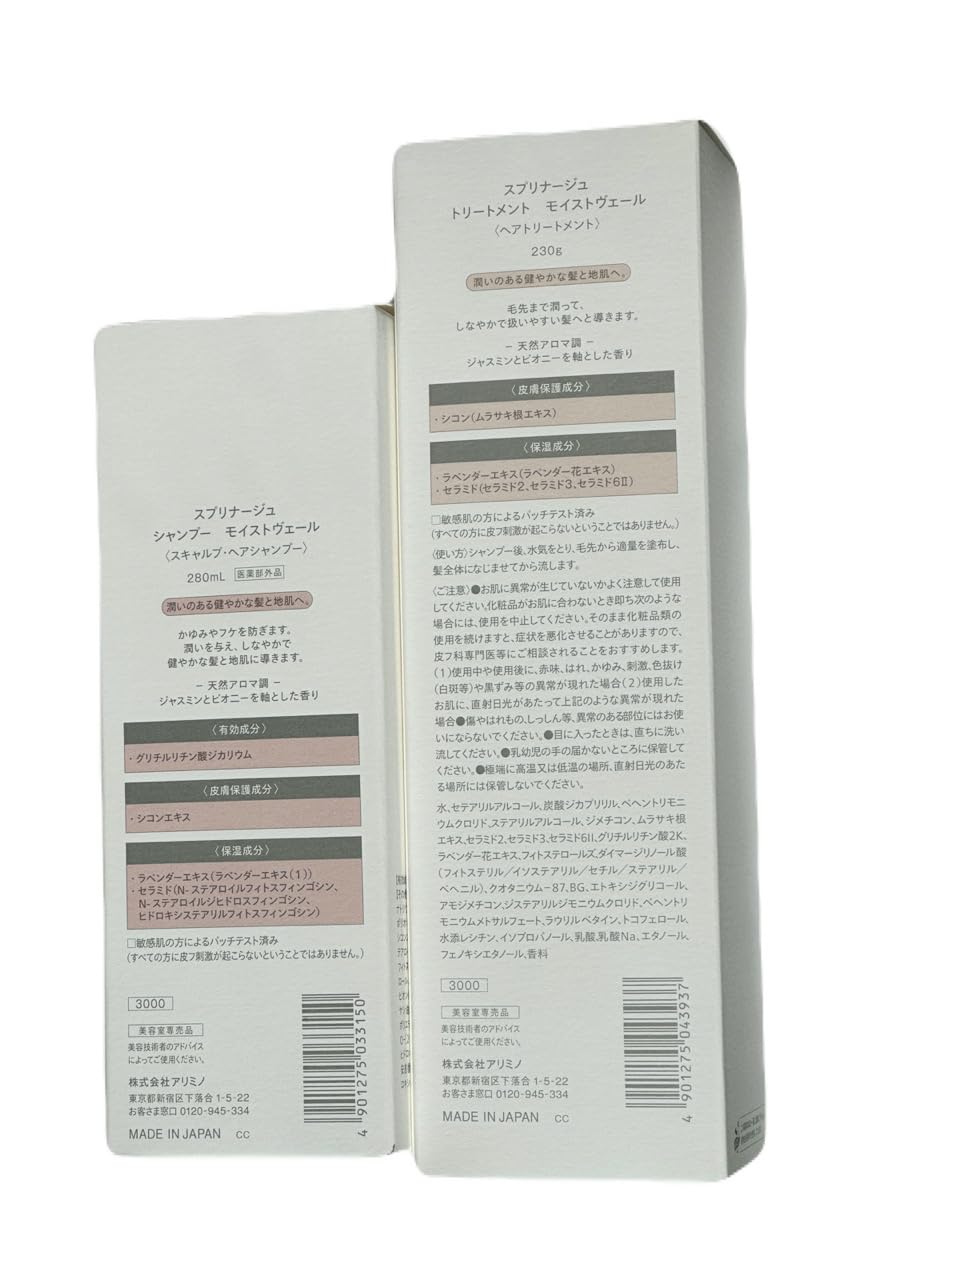 スプリナージュ
シャンプー モイストヴェール
〈スキャルプ・ヘアシャンプー〉
280mL 医薬部外品
潤いのある健やかな髪と地肌へ。
かゆみやフケを防ぎます。
潤いを与え、しなやかで
健やかな髪と地肌に導きます。
− 天然アロマ調 −
ジャスミンとピオニーを軸とした香り
〈有効成分〉
・グリチルリチン酸ジカリウム
〈皮膚保護成分〉
・シコンエキス
〈保湿成分〉
・ラベンダーエキス(ラベンダーエキス(1))
・セラミド(N-ステアロイルフィトスフィンゴシン、
N-ステアロイルジヒドロスフィンゴシン、
ヒドロキシステアリルフィトスフィンゴシン)
□敏感肌の方によるパッチテスト済み
(すべての方に皮フ刺激が起こらないということではありません。)
3000
美容室専売品
美容技術者のアドバイス
によってご使用ください。
株式会社アリミノ
東京都新宿区下落合 1-5-22
お客さま窓口 0120-945-334
MADE IN JAPAN CC
4 901275 033150
スプリナージュ
トリートメント モイストヴェール
〈ヘアトリートメント〉
230g
潤いのある健やかな髪と地肌へ。
毛先まで潤って、
しなやかで扱いやすい髪へと導きます。
− 天然アロマ調 −
ジャスミンとピオニーを軸とした香り
〈皮膚保護成分〉
・シコン(ムラサキ根エキス)
〈保湿成分〉
・ラベンダーエキス(ラベンダー花エキス)
・セラミド(セラミド2、セラミド3、セラミド6Ⅱ)
□敏感肌の方によるパッチテスト済み
(すべての方に皮フ刺激が起こらないということではありません。)
〈使い方〉シャンプー後、水気をとり、毛先から適量を塗布し、
髪全体になじませてから流します。
〈ご注意〉●お肌に異常が生じていないかよく注意して使用
してください。化粧品がお肌に合わないとき即ち次のような
場合には、使用を中止してください。そのまま化粧品類の
使用を続けますと、症状を悪化させることがありますので、
皮フ科専門医等にご相談されることをおすすめします。
(1)使用中や使用後に、赤味、はれ、かゆみ、刺激、色抜け
(白斑等)や黒ずみ等の異常が現れた場合(2)使用した
お肌に、直射日光があたって上記のような異常が現れた
場合●傷やはれもの、しっしん等、異常のある部位にはお使
いにならないでください。●目に入ったときは、直ちに洗い
流してください。●乳幼児の手の届かないところに保管して
ください。●極端に高温又は低温の場所、直射日光のあた
る場所には保管しないでください。
水、セテアリルアルコール、炭酸ジカプリリル、ベヘントリモニ
ウムクロリド、ステアリルアルコール、ジメチコン、ムラサキ根
エキス、セラミド2、セラミド3、セラミド6II、グリチルリチン酸2K、
ラベンダー花エキス、フィトステロールズ、ダイマージリノール酸
(フィトステリル/イソステアリル/セチル/ステアリル/
ベヘニル)、クオタニウム-87、BG、エトキシジグリコール、
アモジメチコン、ジステアリルジモニウムクロリド、ベヘントリ
モニウムメトサルフェート、ラウリルベタイン、トコフェロール、
水添レシチン、イソプロパノール、乳酸、乳酸Na、エタノール、
フェノキシエタノール、香料
3000
美容室専売品
美容技術者のアドバイス
によってご使用ください。
株式会社アリミノ
東京都新宿区下落合 1-5-22
お客さま窓口 0120-945-334
MADE IN JAPAN CC
4 901275 043937